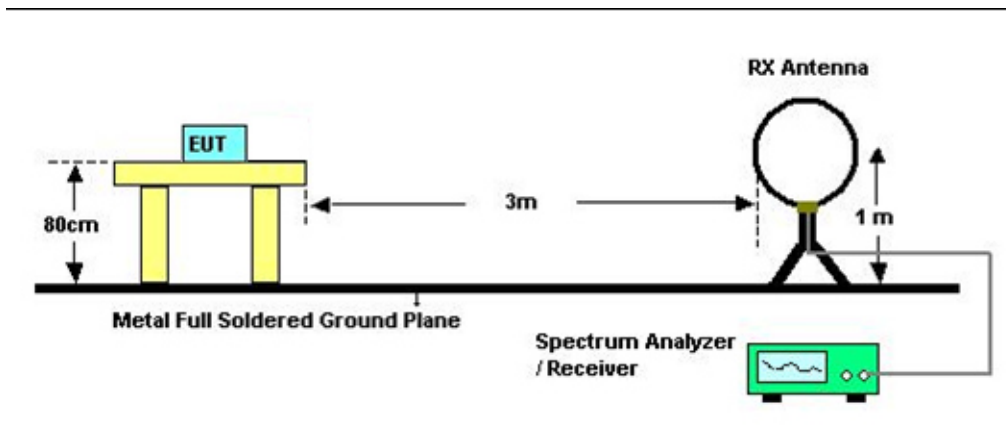 RX Antenna
EUT
3m
80cm
1 m
Metal Full Soldered Ground Plane
Spectrum Analyzer
/ Receiver